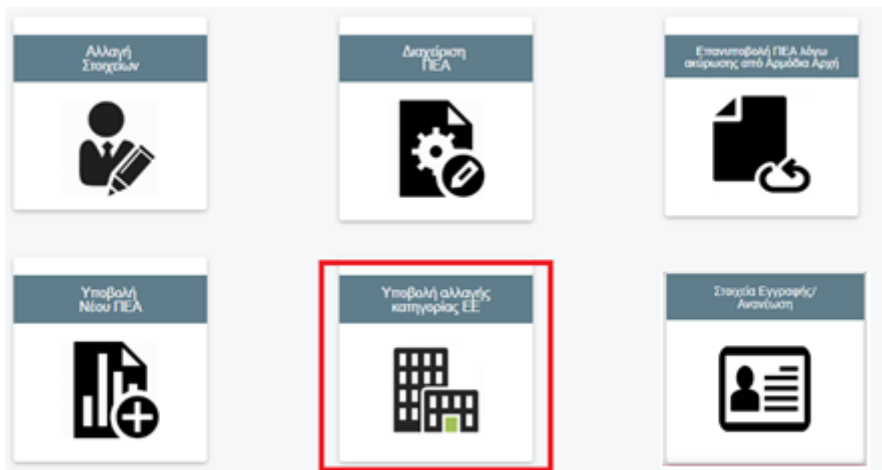 Αλλαγή
Στοιχείων
Διαχείριση
ΠΕΑ
Επανυποβολή ΠΕΑ λόγω
ακύρωσης από Αρμόδια Αρχή
Υποβολή
Νέου ΠΕΑ
Υποβολή αλλαγής
κατηγορίας ΕΕ
Στοιχεία Εγγραφής/
Ανανέωση